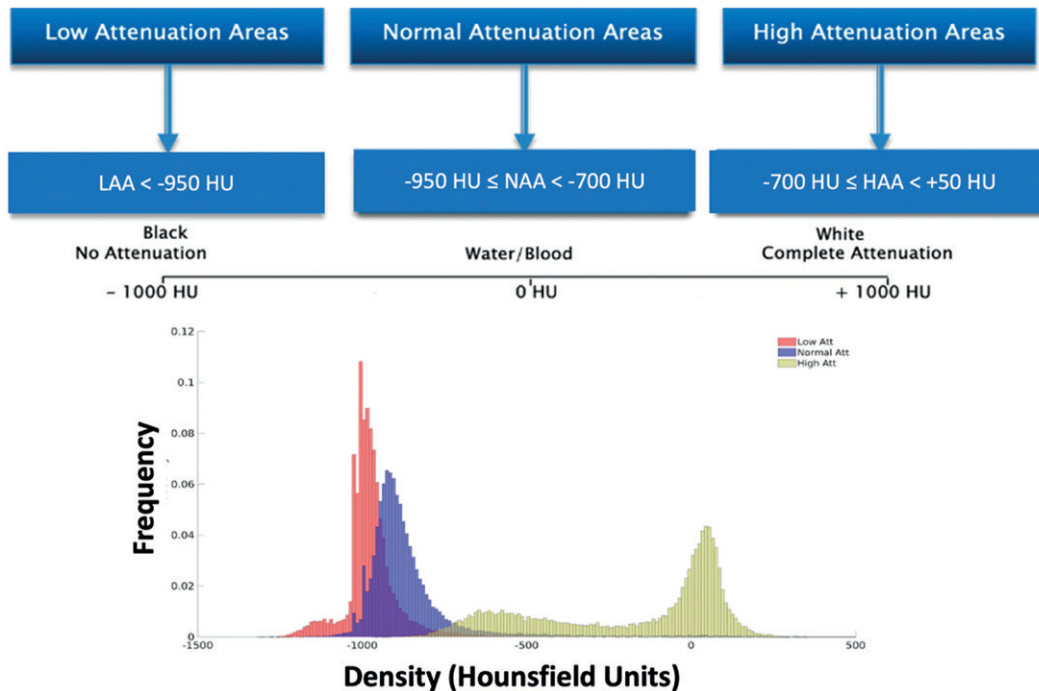 Low Attenuation Areas
Normal Attenuation Areas
High Attenuation Areas
LAA < -950 HU
-950 HU ≤ NAA < -700 HU
-700 HU ≤ HAA < +50 HU
Black
No Attenuation
Water/Blood
White
Complete Attenuation
– 1000 HU
0 HU
+ 1000 HU
0.12
0.1
0.08
0.06
0.04
0.02
0
Frequency
Low Att
Normal Att
High Att
-1500
-1000
-500
0
500
Density (Hounsfield Units)